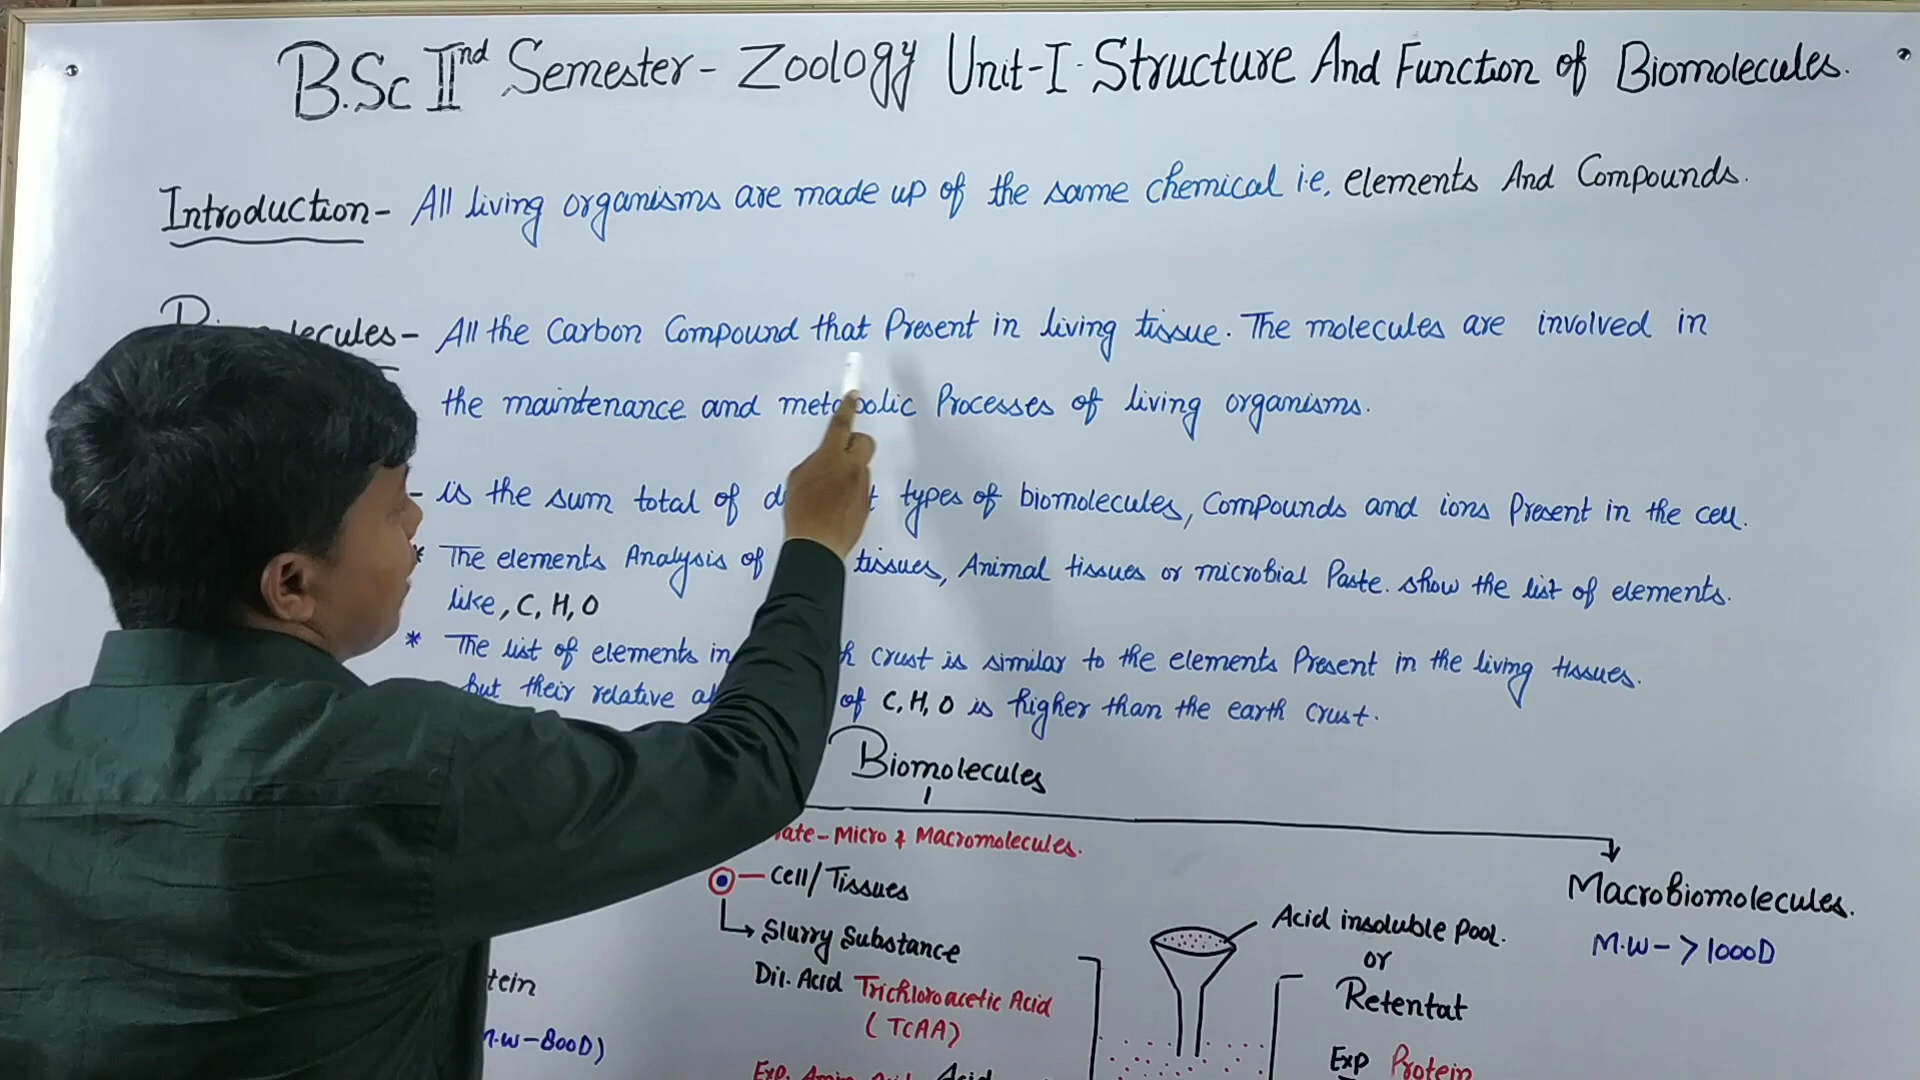 B.Sc IInd Semester - Zoology Unit-I. Structure And Function of Biomolecules.
Introduction - All living organisms are made up of the same chemical i.e, elements And Compounds.
ecules - All the Carbon Compound that Present in living tissue. The molecules are involved in
the maintenance and metabolic Processes of living organisms.
- is the sum total of types of biomolecules, Compounds and ions Present in the cell.
* The elements Analysis of tissues, Animal tissues or microbial Paste. show the list of elements.
like, C, H, O
* The list of elements in crust is similar to the elements Present in the living tissues.
but their relative of C, H, O is higher than the earth crust.
Biomolecules
ate - Micro & Macromolecules.
Cell/Tissues
Slurry Substance
Dil. Acid Trichloroacetic Acid
(TCAA)
Exp. Amino Acid Acid
tein
M.W-800D)
Acid insoluble Pool.
or
Retentat
Exp Protein
MacroBiomolecules.
M.W - > 1000D